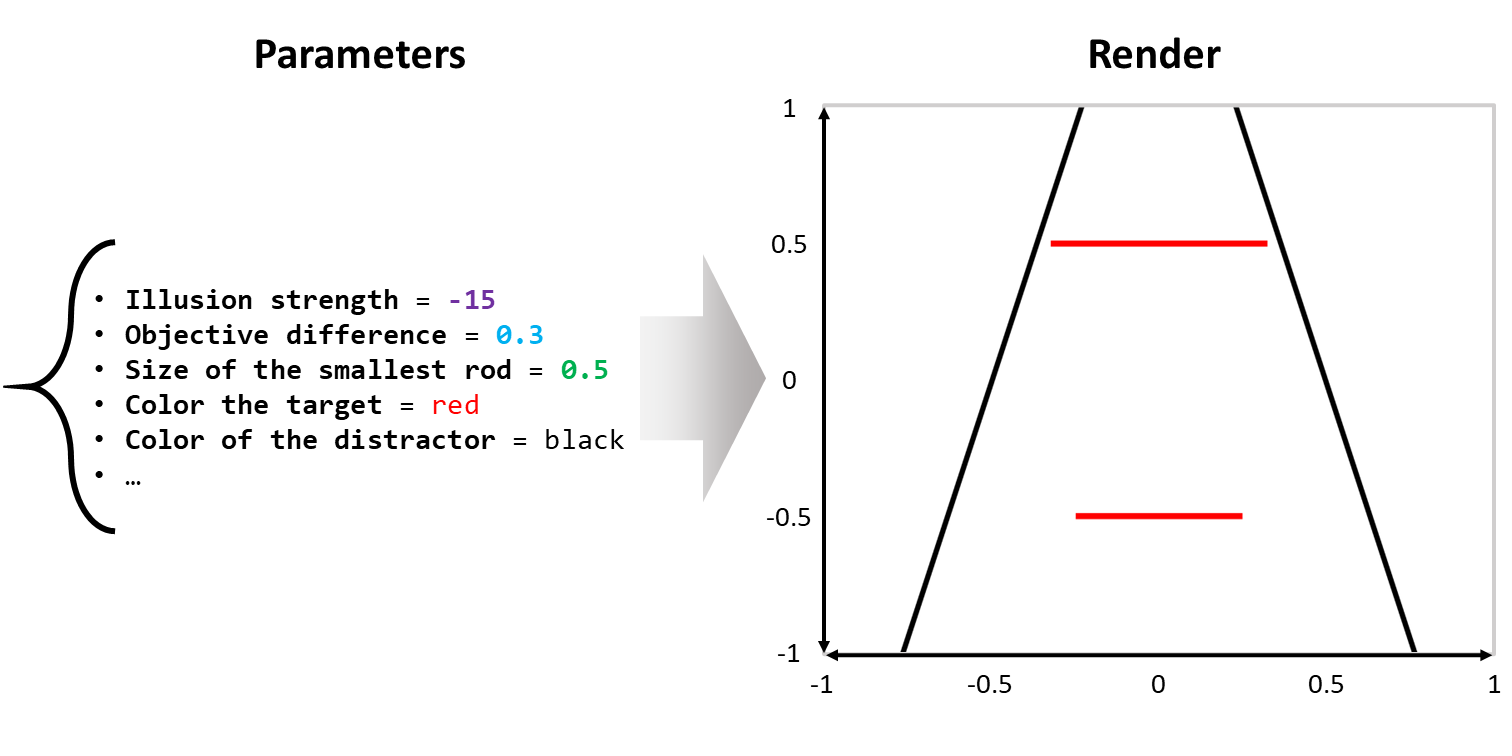 Parameters
• Illusion strength = -15
• Objective difference = 0.3
• Size of the smallest rod = 0.5
• Color the target = red
• Color of the distractor = black
• …
Render
1
0.5
0
-0.5
-1
-1 -0.5 0 0.5 1